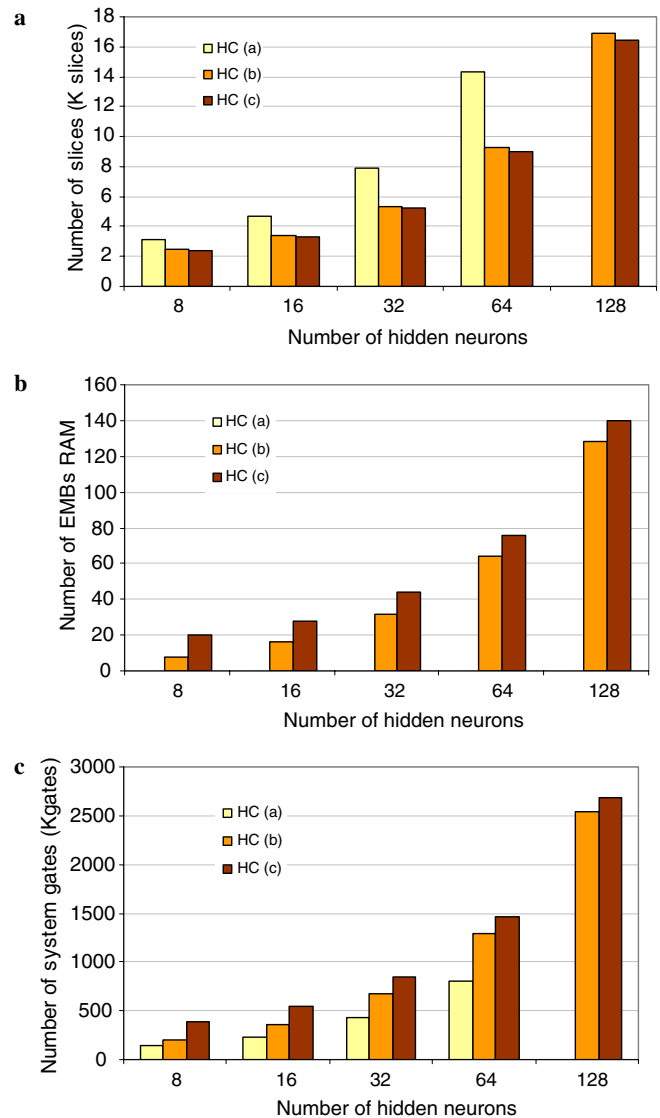 a
Number of slices (K slices)
18
16
14
12
10
8
6
4
2
0
HC (a)
HC (b)
HC (c)
8 16 32 64 128
Number of hidden neurons
b
Number of EMBs RAM
160
140
120
100
80
60
40
20
0
HC (a)
HC (b)
HC (c)
8 16 32 64 128
Number of hidden neurons
c
Number of system gates (Kgates)
3000
2500
2000
1500
1000
500
0
HC (a)
HC (b)
HC (c)
8 16 32 64 128
Number of hidden neurons